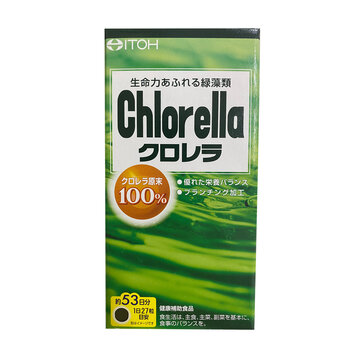 ITOH
生命力あふれる緑藻類
Chlorella
クロレラ
クロレラ原末
100%
●優れた栄養バランス
●ブランチング加工
約53日分
1日27粒
目安
健康補助食品
食生活は、主食、主菜、副菜を基本に、
食事のバランスを。